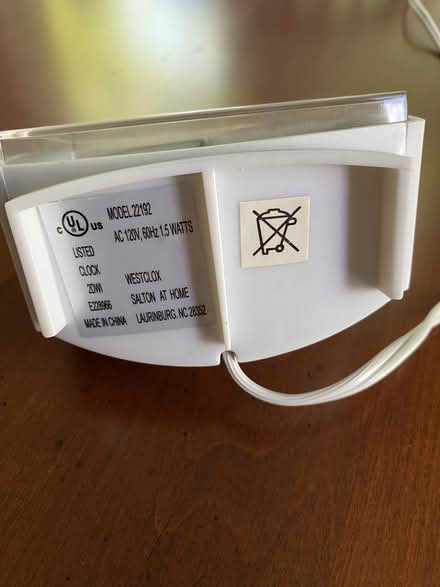 c UL US
MODEL 22192
AC 120V, 60Hz 1.5 WATTS
LISTED
CLOCK
20WI WESTCLOX
E228966 SALTON AT HOME
MADE IN CHINA LAURINBURG, NC 28352